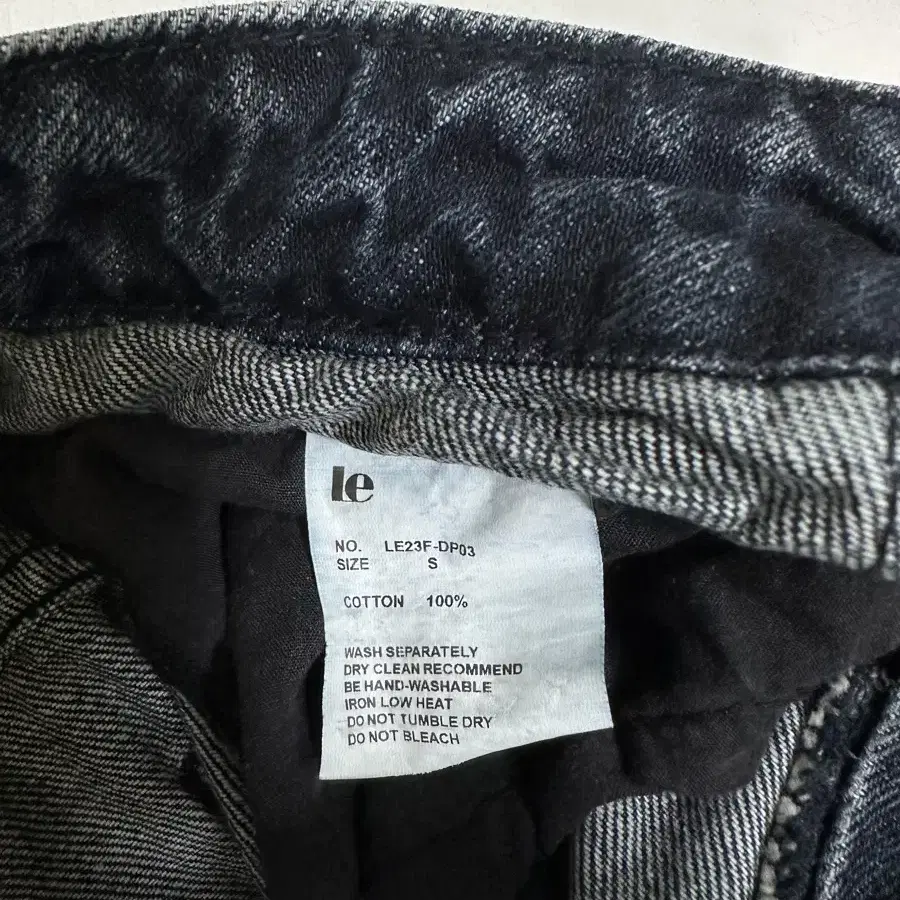 le
NO. LE23F-DP03
SIZE S
COTTON 100%
WASH SEPARATELY
DRY CLEAN RECOMMEND
BE HAND-WASHABLE
IRON LOW HEAT
DO NOT TUMBLE DRY
DO NOT BLEACH